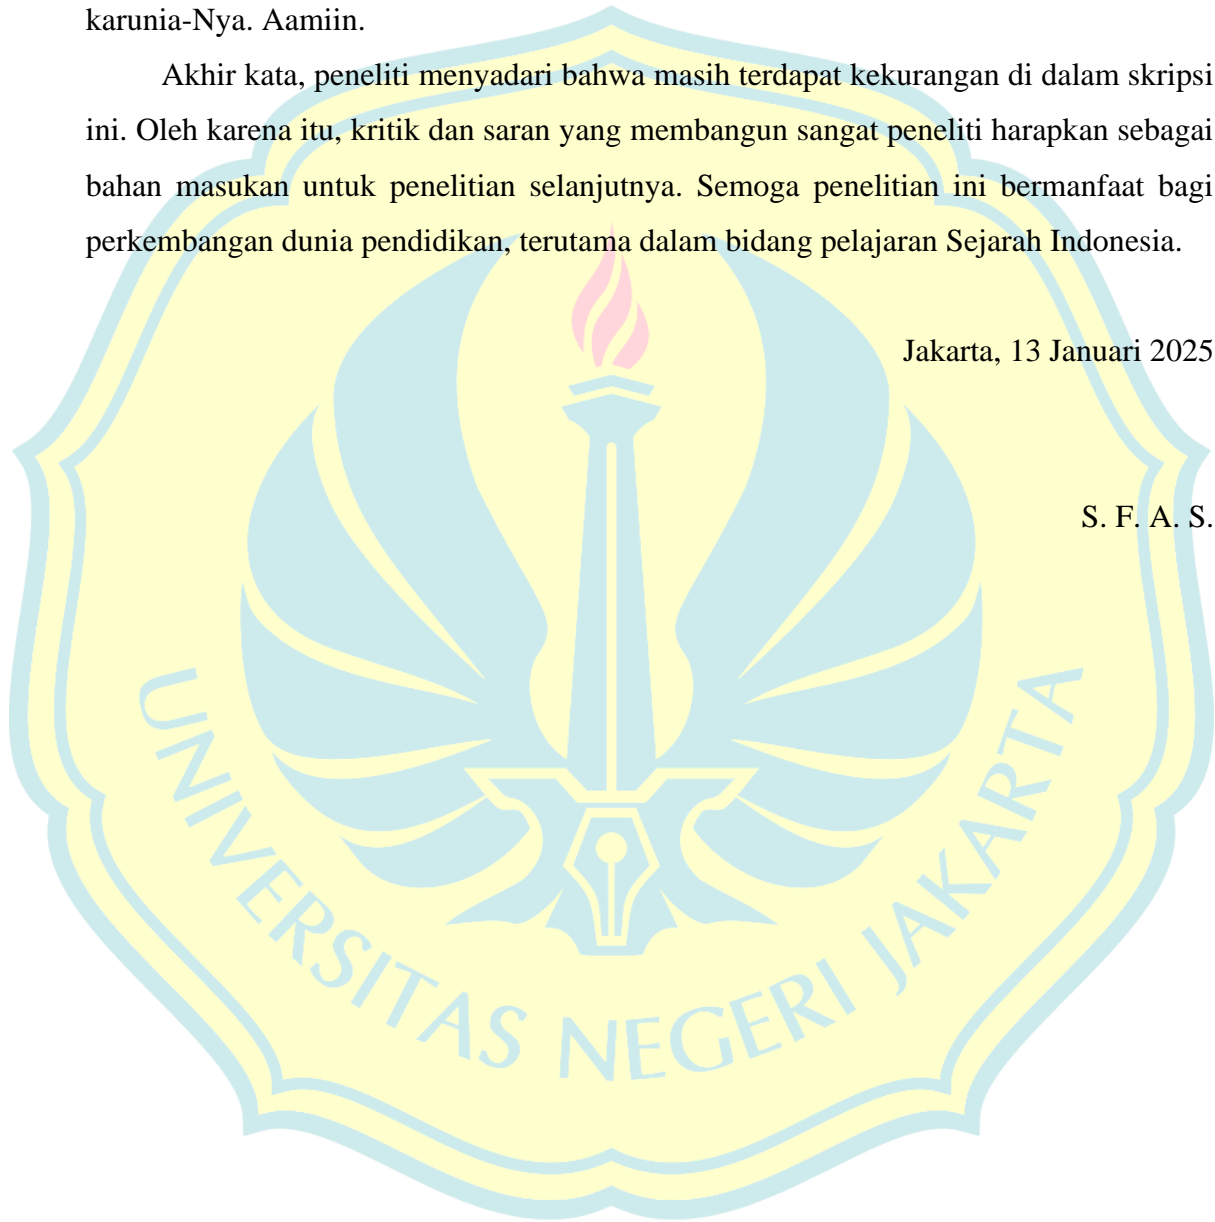 karunia-Nya. Aamiin.
Akhir kata, peneliti menyadari bahwa masih terdapat kekurangan di dalam skripsi
ini. Oleh karena itu, kritik dan saran yang membangun sangat peneliti harapkan sebagai
bahan masukan untuk penelitian selanjutnya. Semoga penelitian ini bermanfaat bagi
perkembangan dunia pendidikan, terutama dalam bidang pelajaran Sejarah Indonesia.
Jakarta, 13 Januari 2025
S. F. A. S.
UNIVERSITAS NEGERI JAKARTA